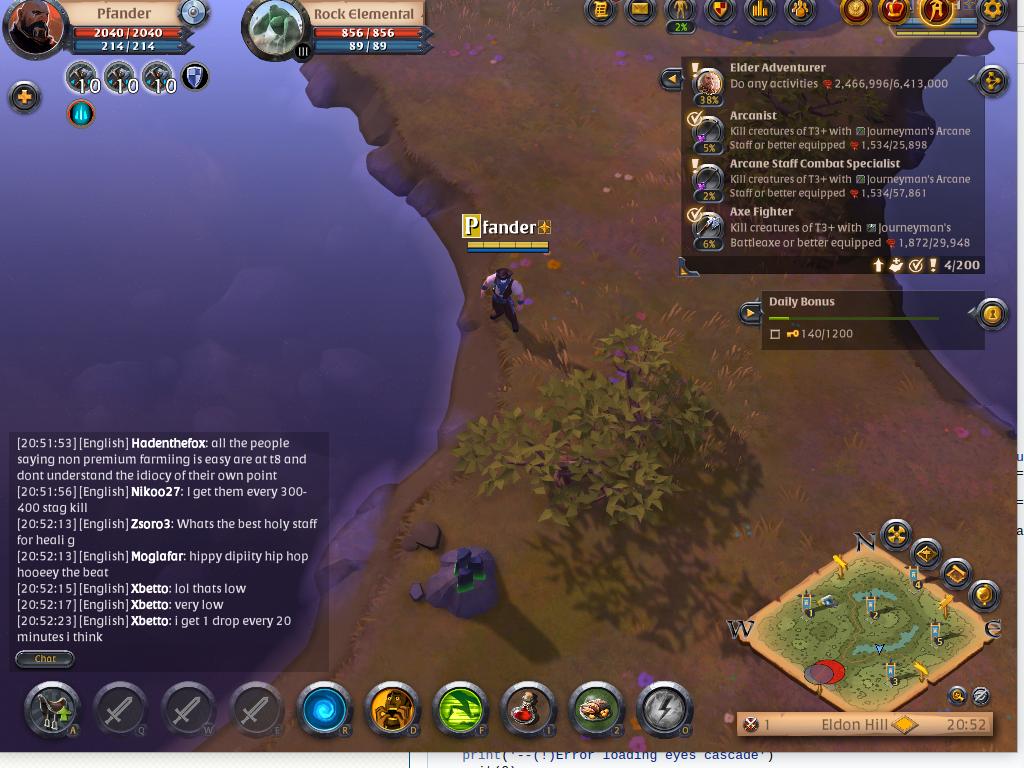 Pfander
2040/2040
214/214
Rock Elemental
856/856
89/89
III
2%
10
10
10
Elder Adventurer
Do any activities 2,466,996/6,413,000
38%
Arcanist
Kill creatures of T3+ with Journeyman's Arcane
Staff or better equipped 1,534/25,898
5%
Arcane Staff Combat Specialist
Kill creatures of T3+ with Journeyman's Arcane
Staff or better equipped 1,534/57,861
2%
Axe Fighter
Kill creatures of T3+ with Journeyman's
Battleaxe or better equipped 1,872/29,948
6%
4/200
Pfander
Daily Bonus
140/1200
[20:51:53] [English] Hadenthefox: all the people
saying non premium farmiing is easy are at t8 and
dont understand the idiocy of their own point
[20:51:56] [English] Nikoo27: I get them every 300-
400 stag kill
[20:52:13] [English] Zsoro3: Whats the best holy staff
for heali g
[20:52:13] [English] Moglafar: hippy dipiity hip hop
hooeey the beat
[20:52:15] [English] Xbetto: lol thats low
[20:52:17] [English] Xbetto: very low
[20:52:23] [English] Xbetto: i get 1 drop every 20
minutes i think
Chat
N
W
E
1
2
3
4
5
A
Q
W
E
R
D
F
1
2
O
1
Eldon Hill
20:52
print('--(!)Error loading eyes cascade')